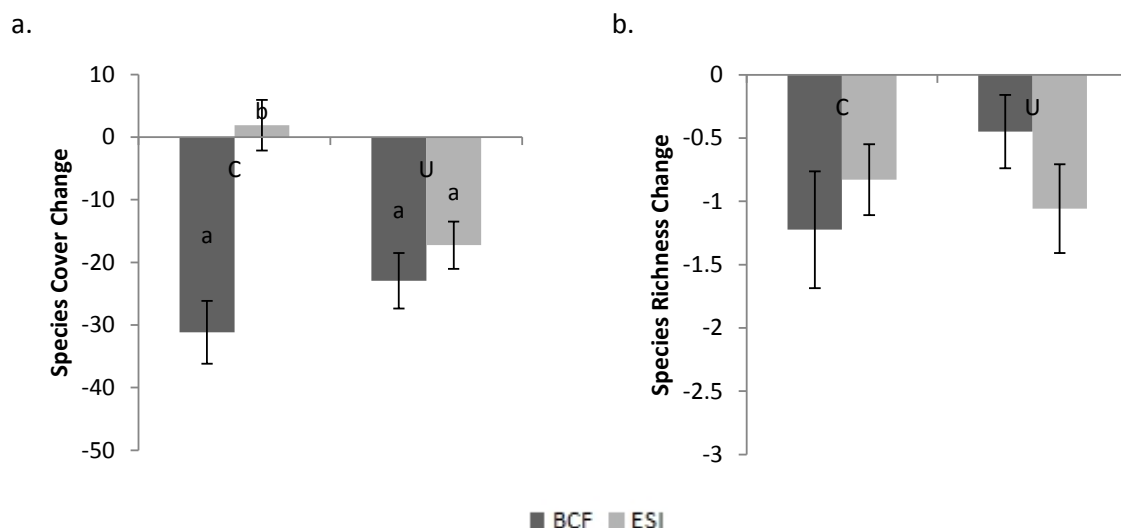 a.
b.
Species Cover Change
10
0
-10
-20
-30
-40
-50
b
C
U
a
a
a
Species Richness Change
0
-0.5
-1
-1.5
-2
-2.5
-3
C
U
BCF ESI